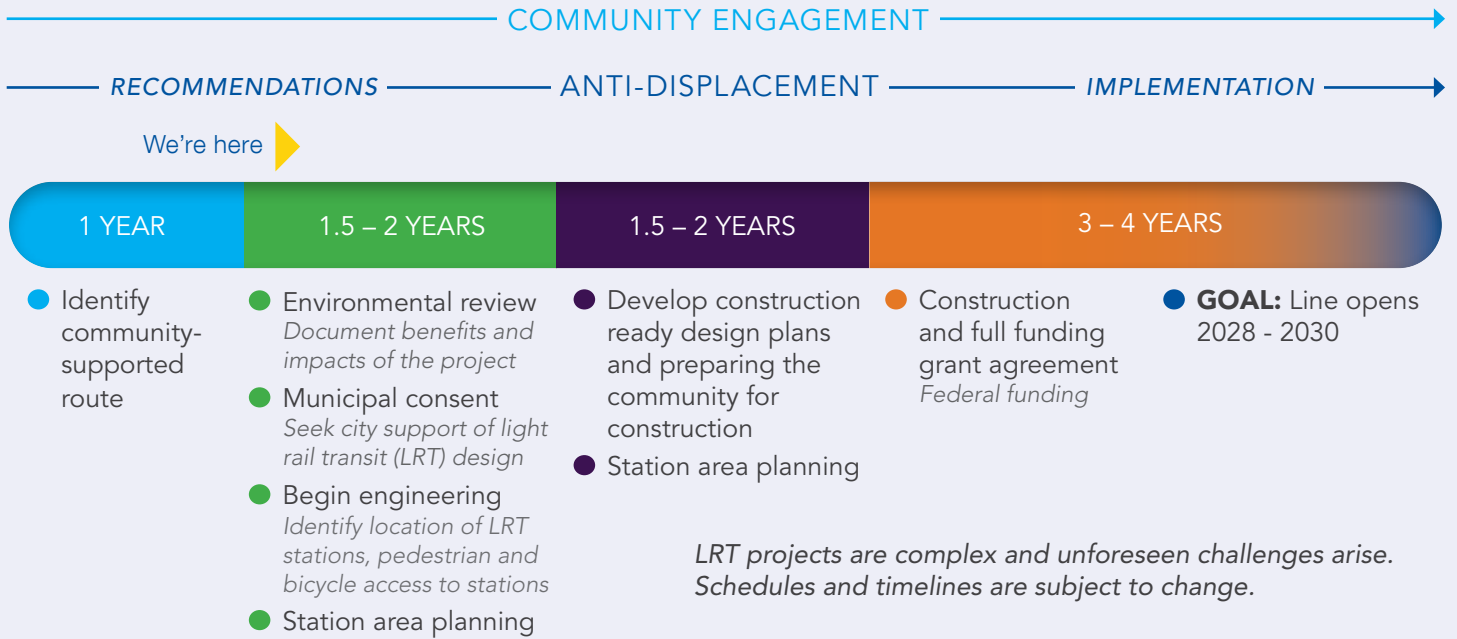 COMMUNITY ENGAGEMENT
RECOMMENDATIONS
ANTI-DISPLACEMENT
IMPLEMENTATION
We're here
1 YEAR
1.5 – 2 YEARS
1.5 – 2 YEARS
3 – 4 YEARS
Identify
community-
supported
route
Environmental review
Document benefits and
impacts of the project
Municipal consent
Seek city support of light
rail transit (LRT) design
Begin engineering
Identify location of LRT
stations, pedestrian and
bicycle access to stations
Station area planning
Develop construction
ready design plans
and preparing the
community for
construction
Station area planning
Construction
and full funding
grant agreement
Federal funding
GOAL: Line opens
2028 - 2030
LRT projects are complex and unforeseen challenges arise.
Schedules and timelines are subject to change.